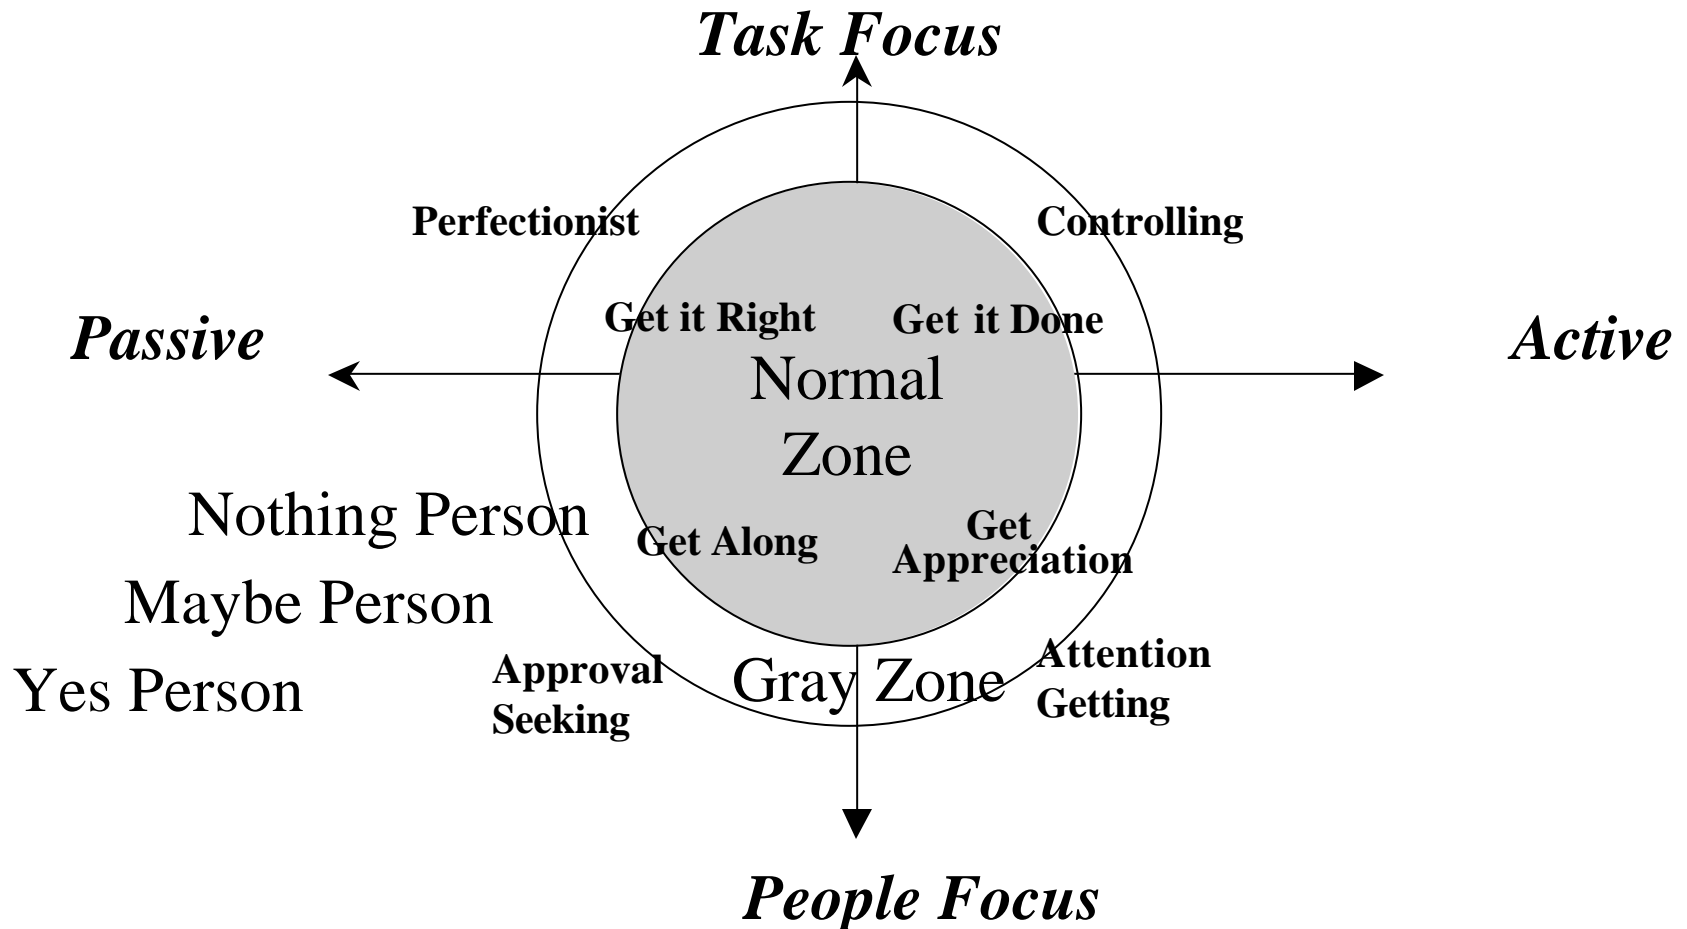 Task Focus
Perfectionist
Controlling
Get it Right
Get it Done
Passive
Active
Normal
Zone
Nothing Person
Get Along
Get
Appreciation
Maybe Person
Yes Person
Approval
Seeking
Gray Zone
Attention
Getting
People Focus